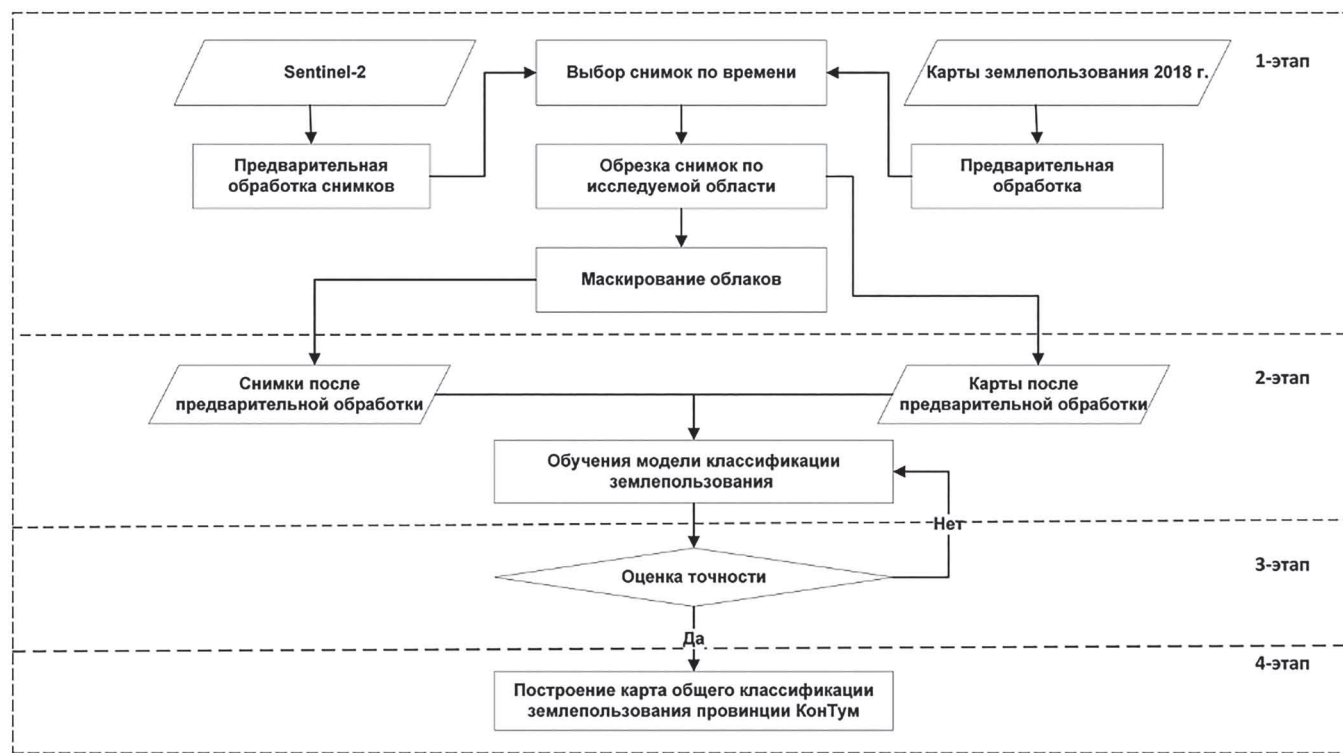 Sentinel-2
Выбор снимок по времени
Карты землепользования 2018 г.
1-этап
Предварительная
обработка снимков
Обрезка снимок по
исследуемой области
Предварительная
обработка
Маскирование облаков
2-этап
Снимки после
предварительной обработки
Карты после
предварительной обработки
Обучения модели классификации
землепользования
Нет
3-этап
Оценка точности
Да
4-этап
Построение карта общего классификации
землепользования провинции КонТум